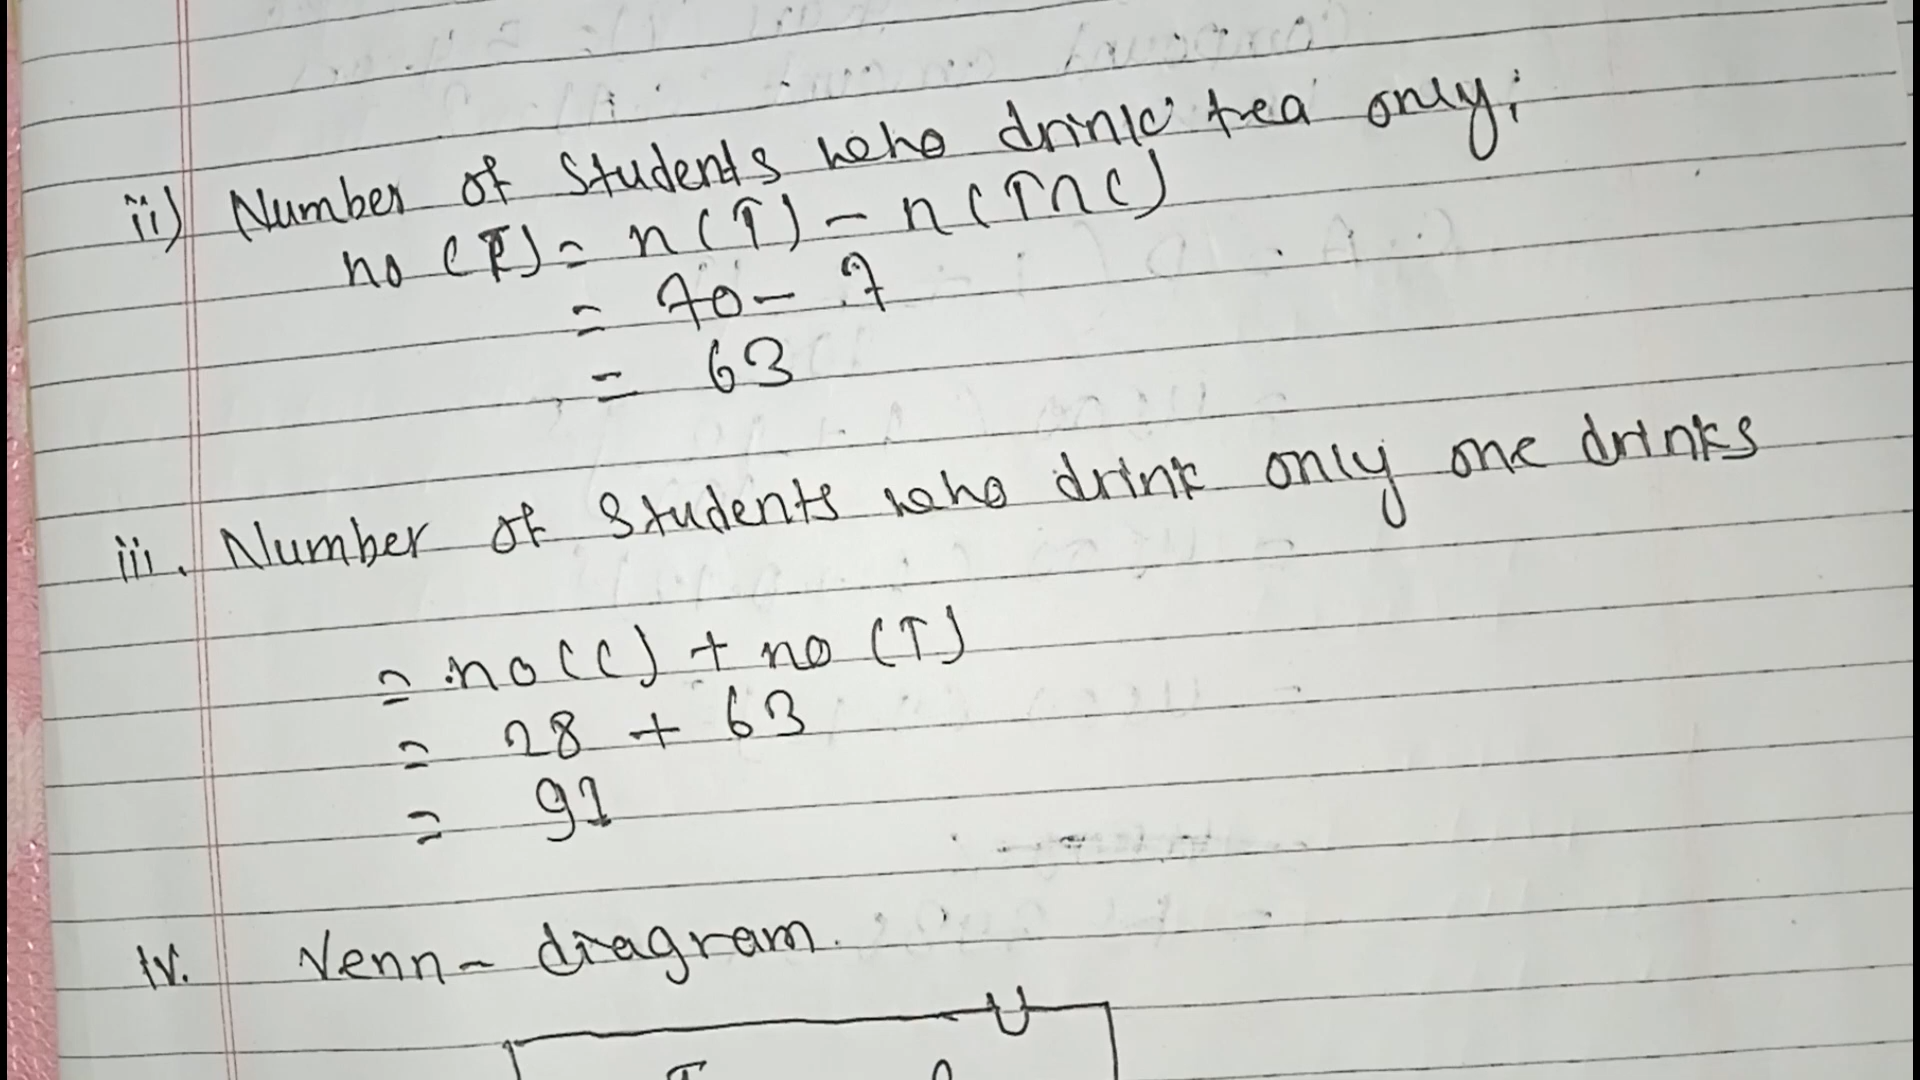 ii) Number of Students who drink tea only;
no (T) = n(T) - n(T∩C)
= 70 - 7
= 63
iii. Number of Students who drink only one drinks
= no(C) + no (T)
= 28 + 63
= 91
iv. Venn - diagram.
U
T